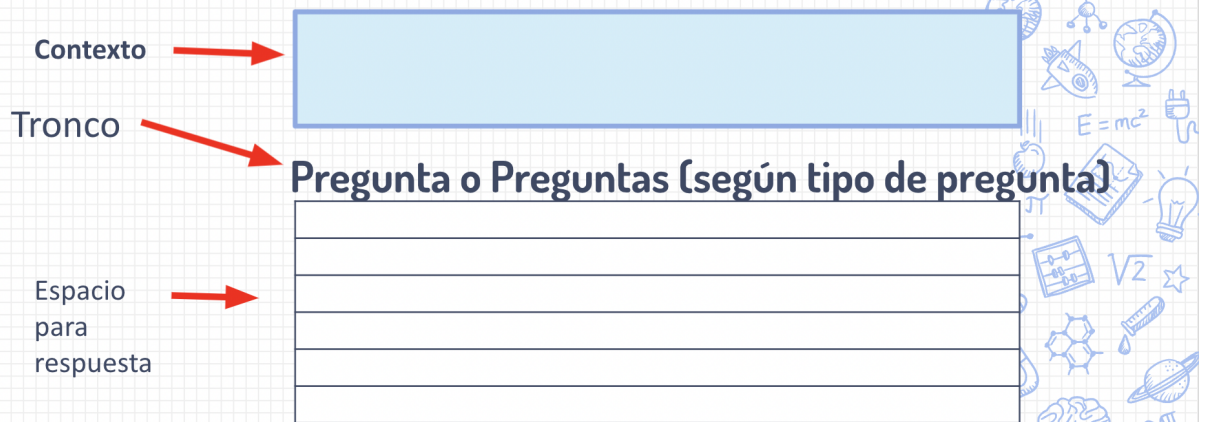 Contexto
Tronco
E = mc²
Pregunta o Preguntas (según tipo de pregunta)
π
√2
Espacio
para
respuesta